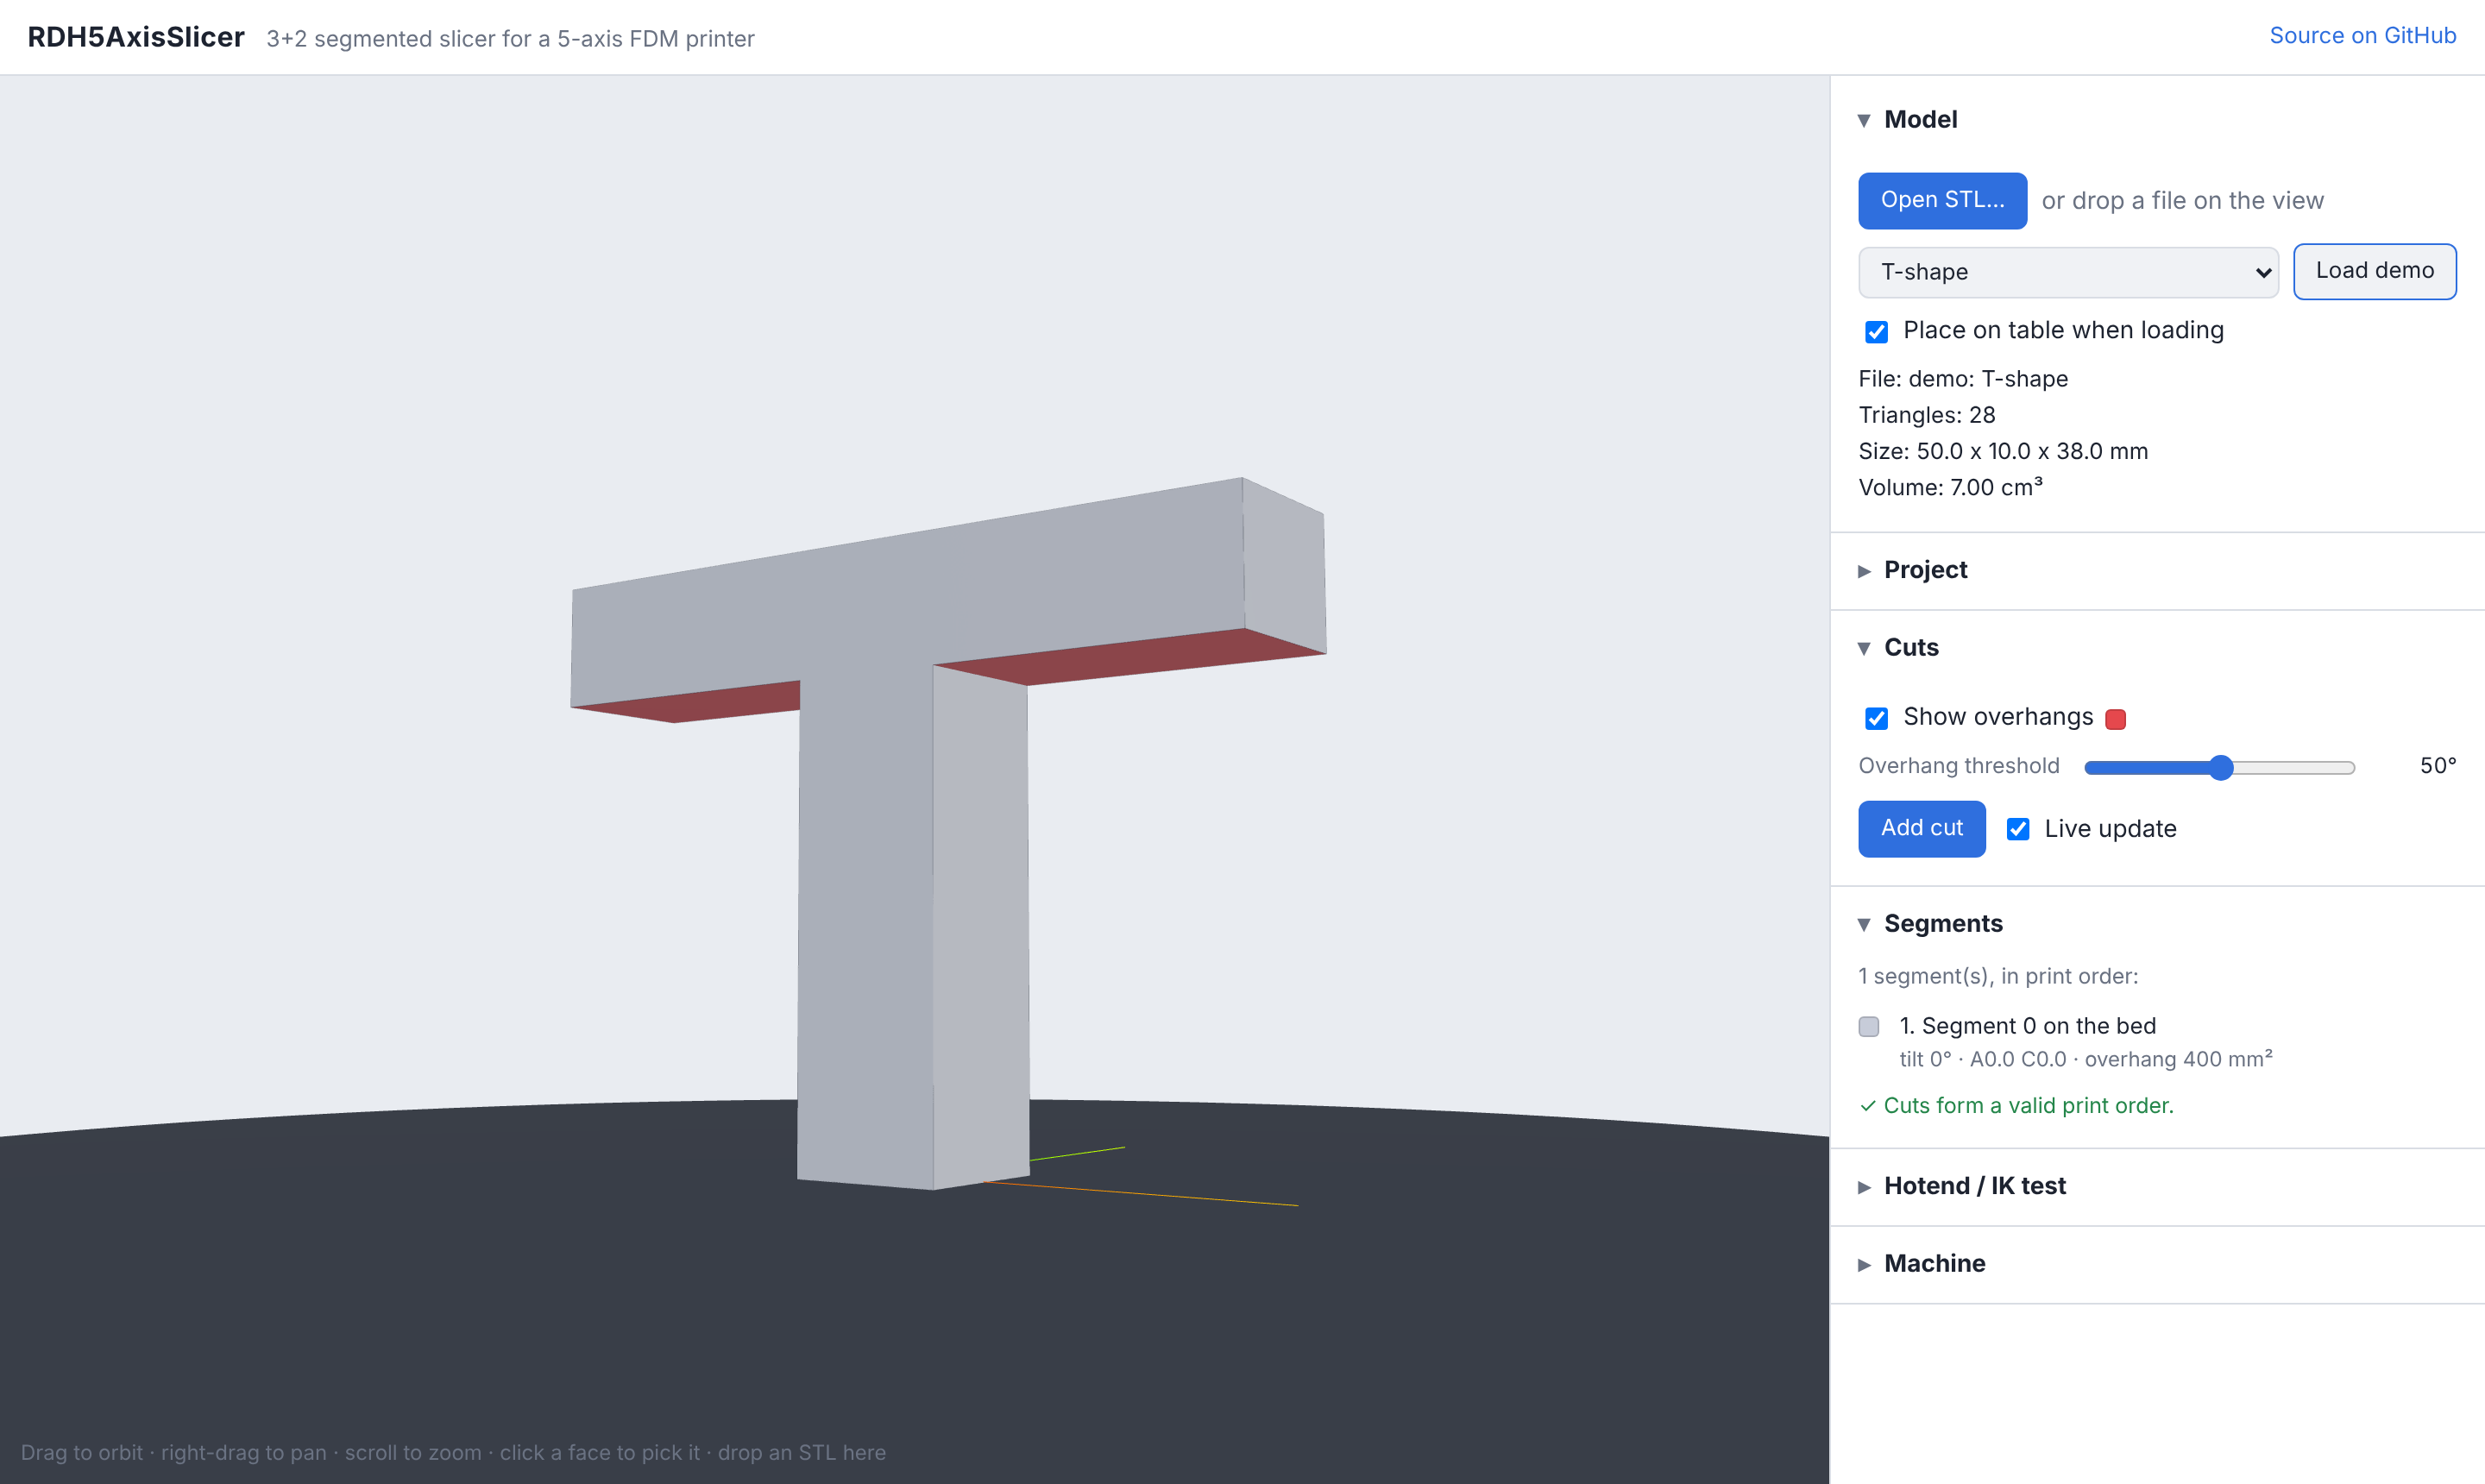 RDH5AxisSlicer 3+2 segmented slicer for a 5-axis FDM printer
Source on GitHub
▼ Model
Open STL... or drop a file on the view
T-shape
Load demo
Place on table when loading
File: demo: T-shape
Triangles: 28
Size: 50.0 x 10.0 x 38.0 mm
Volume: 7.00 cm³
▶ Project
▼ Cuts
Show overhangs
Overhang threshold 50°
Add cut
Live update
▼ Segments
1 segment(s), in print order:
1. Segment 0 on the bed
tilt 0° · A0.0 C0.0 · overhang 400 mm²
✓ Cuts form a valid print order.
▶ Hotend / IK test
▶ Machine
Drag to orbit · right-drag to pan · scroll to zoom · click a face to pick it · drop an STL here